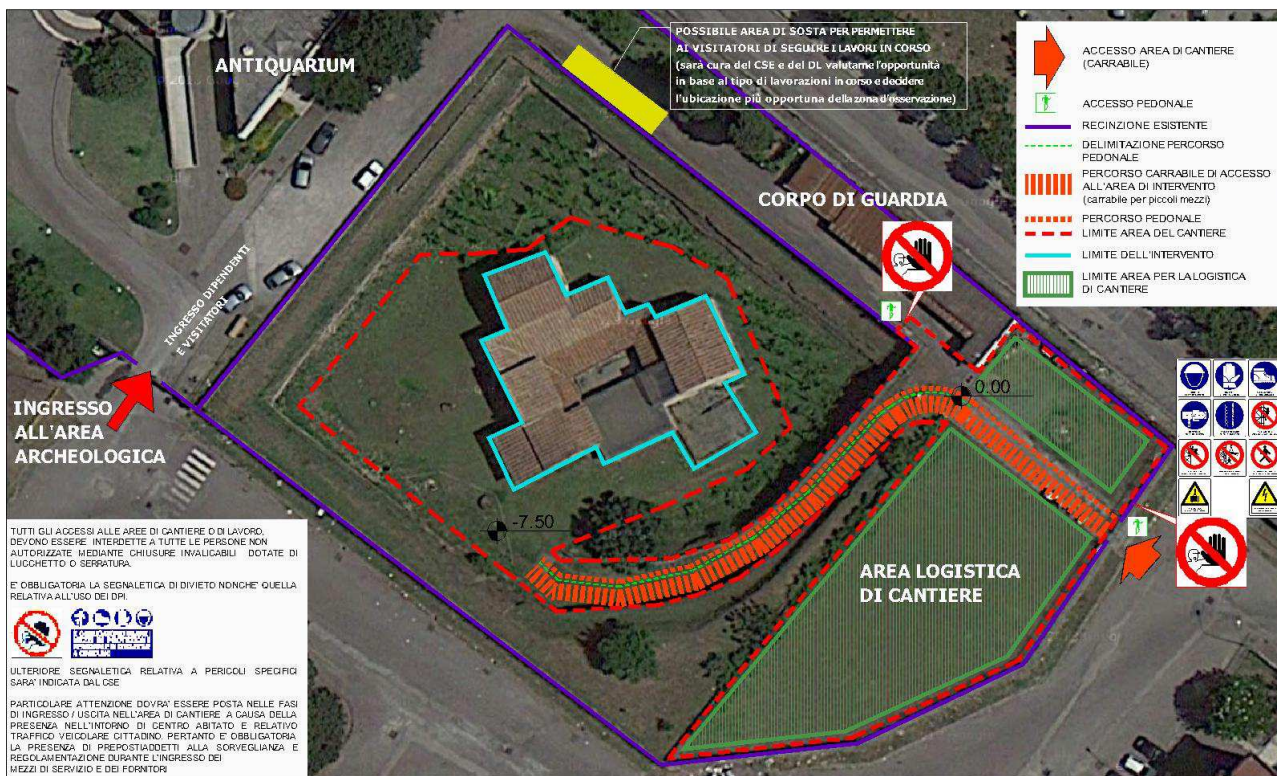 ANTIQUARIUM
POSSIBILE AREA DI SOSTA PER PERMETTERE
AI VISITATORI DI SEGUIRE I LAVORI IN CORSO
(sarà cura del CSE e del DL valutarne l'opportunità
in base al tipo di lavorazioni in corso e decidere
l'ubicazione più opportuna della zona d'osservazione)
ACCESSO AREA DI CANTIERE
(CARRABILE)
ACCESSO PEDONALE
RECINZIONE ESISTENTE
DELIMITAZIONE PERCORSO
PEDONALE
PERCORSO CARRABILE DI ACCESSO
ALL'AREA DI INTERVENTO
(carrabile per piccoli mezzi)
PERCORSO PEDONALE
LIMITE AREA DEL CANTIERE
LIMITE DELL'INTERVENTO
LIMITE AREA PER LA LOGISTICA
DI CANTIERE
CORPO DI GUARDIA
INGRESSO DIPENDENTI
E VISITATORI
INGRESSO
ALL'AREA
ARCHEOLOGICA
0.00
-7.50
AREA LOGISTICA
DI CANTIERE
TUTTI GLI ACCESSI ALLE AREE DI CANTIERE O DI LAVORO,
DEVONO ESSERE INTERDETTE A TUTTE LE PERSONE NON
AUTORIZZATE MEDIANTE CHIUSURE INVALICABILI DOTATE DI
LUCCHETTO O SERRATURA.
E' OBBLIGATORIA LA SEGNALETICA DI DIVIETO NONCHE' QUELLA
RELATIVA ALL'USO DEI DPI.
ULTERIORE SEGNALETICA RELATIVA A PERICOLI SPECIFICI
SARA' INDICATA DAL CSE
PARTICOLARE ATTENZIONE DOVRA' ESSERE POSTA NELLE FASI
DI INGRESSO / USCITA NELL'AREA DI CANTIERE A CAUSA DELLA
PRESENZA NELL'INTORNO DI CENTRO ABITATO E RELATIVO
TRAFFICO VEICOLARE CITTADINO. PERTANTO E' OBBLIGATORIA
LA PRESENZA DI PREPOSTI/ADDETTI ALLA SORVEGLIANZA E
REGOLAMENTAZIONE DURANTE L'INGRESSO DEI
MEZZI DI SERVIZIO E DEI FORNITORI